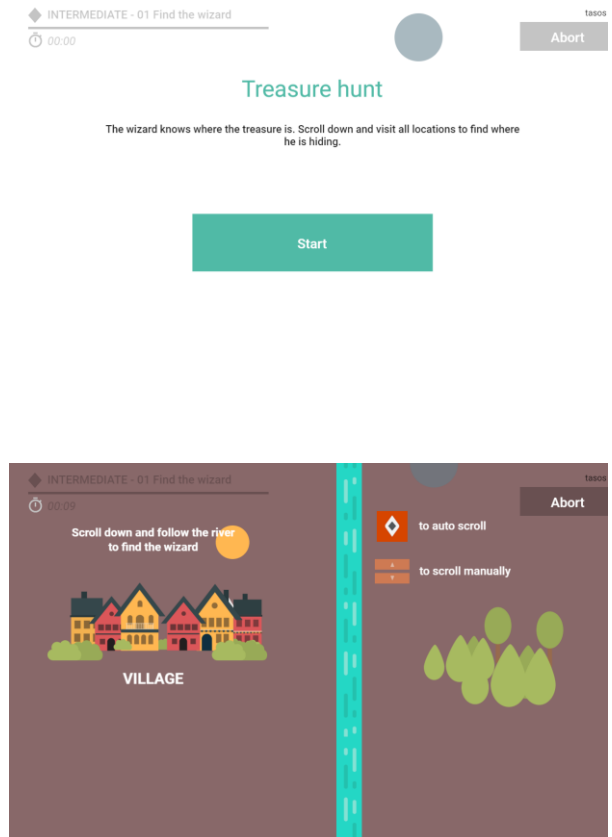 INTERMEDIATE - 01 Find the wizard
tasos
00:00
Abort
Treasure hunt
The wizard knows where the treasure is. Scroll down and visit all locations to find where
he is hiding.
Start
INTERMEDIATE - 01 Find the wizard
tasos
00:09
Abort
Scroll down and follow the river
to find the wizard
to auto scroll
to scroll manually
VILLAGE